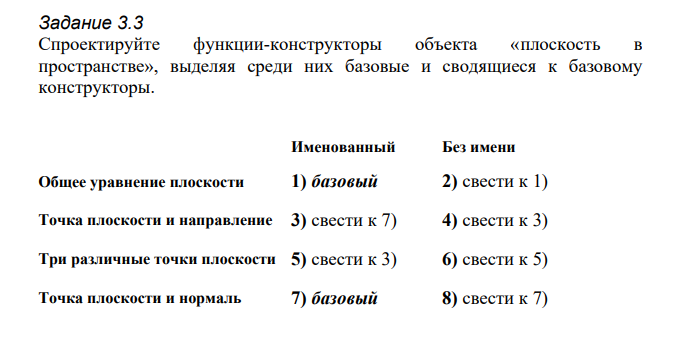 Задание 3.3
Спроектируйте функции-конструкторы объекта «плоскость в
пространстве», выделяя среди них базовые и сводящиеся к базовому
конструкторы.
Именованный Без имени
Общее уравнение плоскости 1) базовый 2) свести к 1)
Точка плоскости и направление 3) свести к 7) 4) свести к 3)
Три различные точки плоскости 5) свести к 3) 6) свести к 5)
Точка плоскости и нормаль 7) базовый 8) свести к 7)